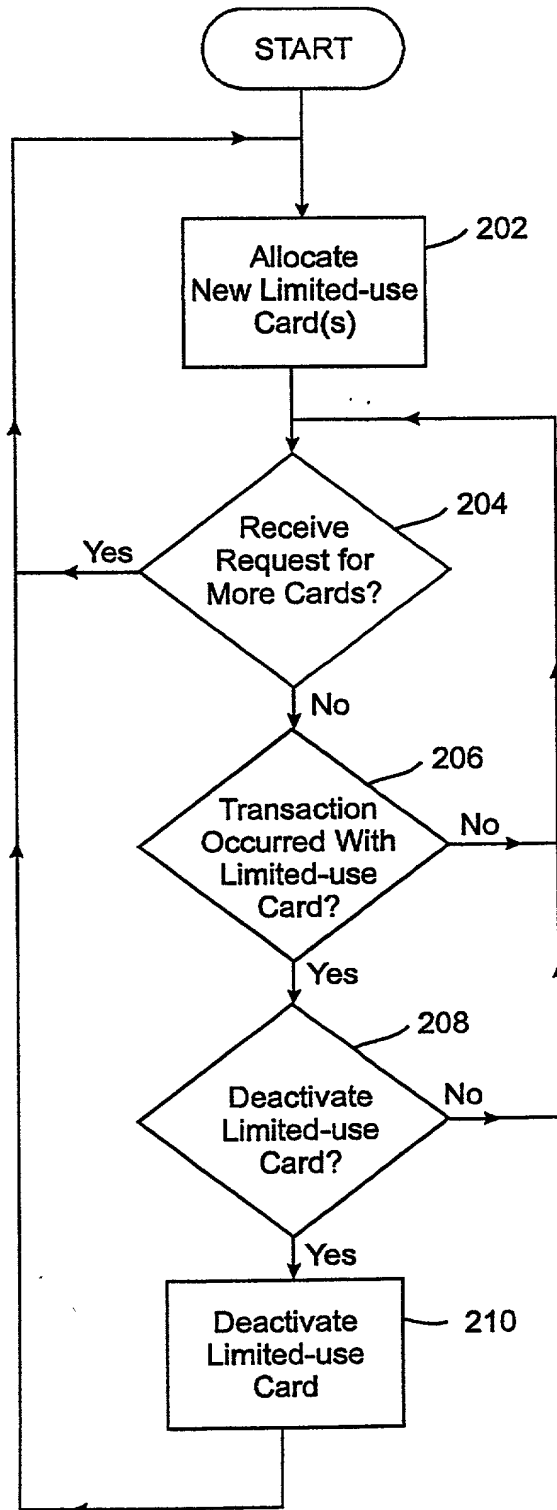 START
202
Allocate
New Limited-use
Card(s)
204
Receive
Request for
More Cards?
Yes
No
206
Transaction
Occurred With
Limited-use
Card?
No
Yes
208
Deactivate
Limited-use
Card?
No
Yes
210
Deactivate
Limited-use
Card